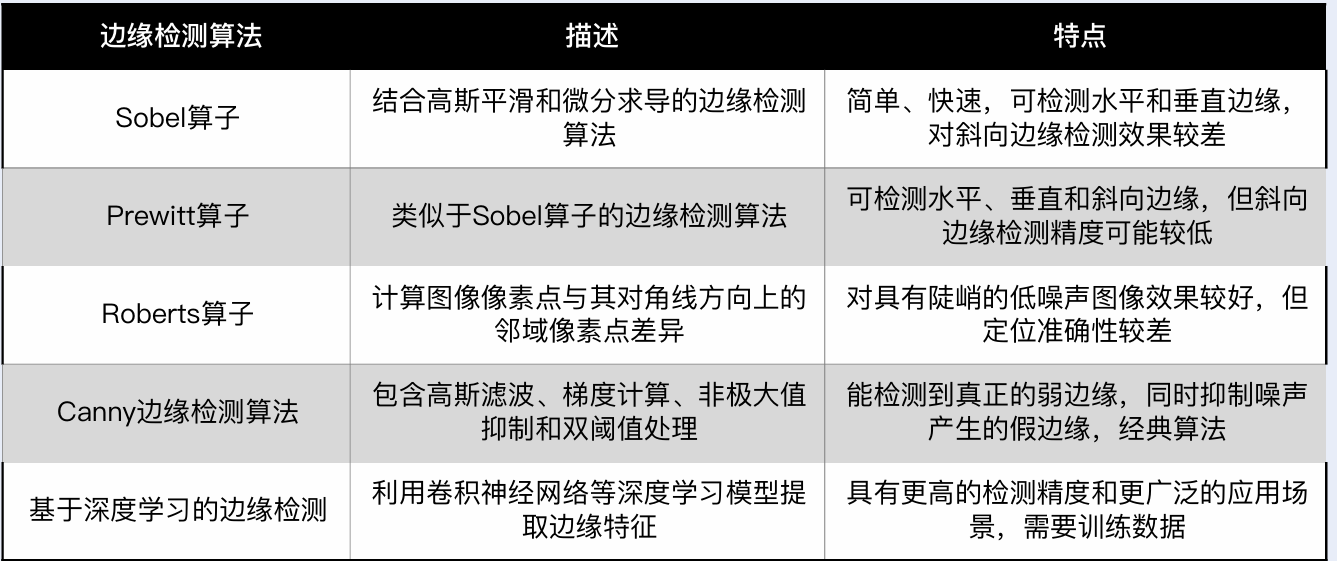 边缘检测算法
描述
特点
Sobel算子
结合高斯平滑和微分求导的边缘检测
算法
简单、快速，可检测水平和垂直边缘，
对斜向边缘检测效果较差
Prewitt算子
类似于Sobel算子的边缘检测算法
可检测水平、垂直和斜向边缘，但斜向
边缘检测精度可能较低
Roberts算子
计算图像像素点与其对角线方向上的
邻域像素点差异
对具有陡峭的低噪声图像效果较好，但
定位准确性较差
Canny边缘检测算法
包含高斯滤波、梯度计算、非极大值
抑制和双阈值处理
能检测到真正的弱边缘，同时抑制噪声
产生的假边缘，经典算法
基于深度学习的边缘检测
利用卷积神经网络等深度学习模型提
取边缘特征
具有更高的检测精度和更广泛的应用场
景，需要训练数据